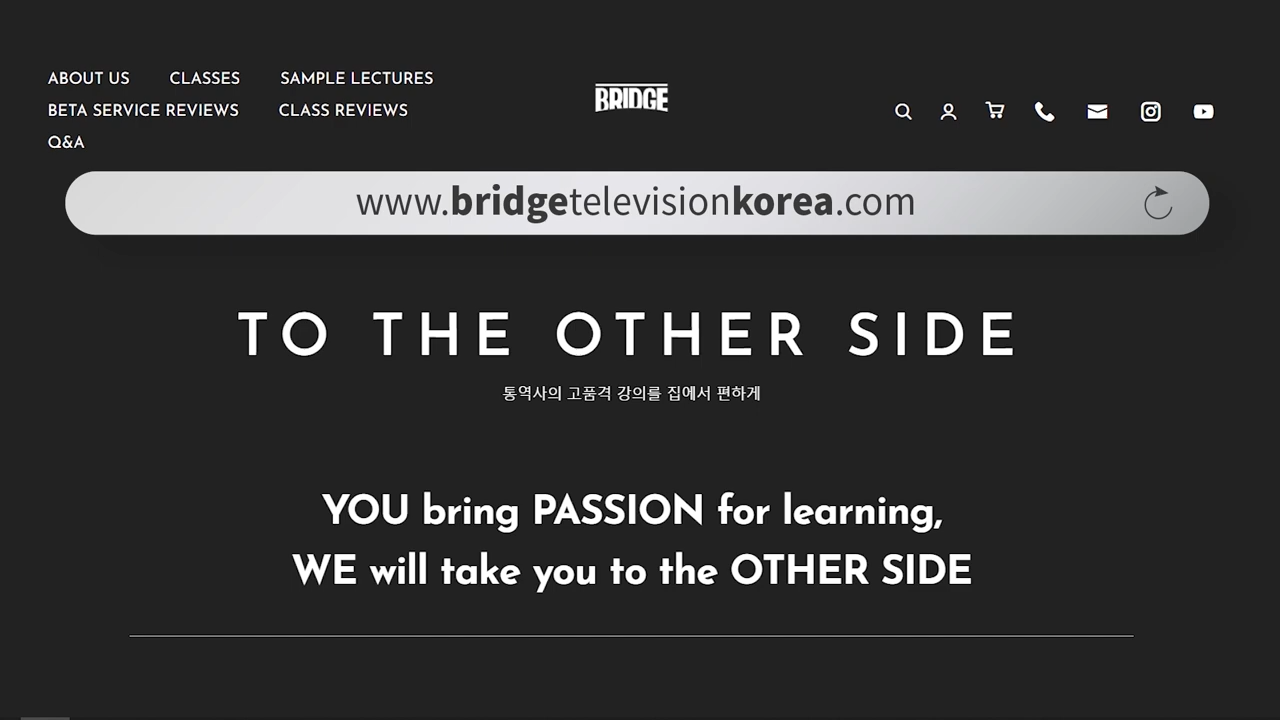 ABOUT US CLASSES SAMPLE LECTURES
BETA SERVICE REVIEWS CLASS REVIEWS
Q&A
BRIDGE
www.bridgetelevisionkorea.com
TO THE OTHER SIDE
통역사의 고품격 강의를 집에서 편하게
YOU bring PASSION for learning,
WE will take you to the OTHER SIDE